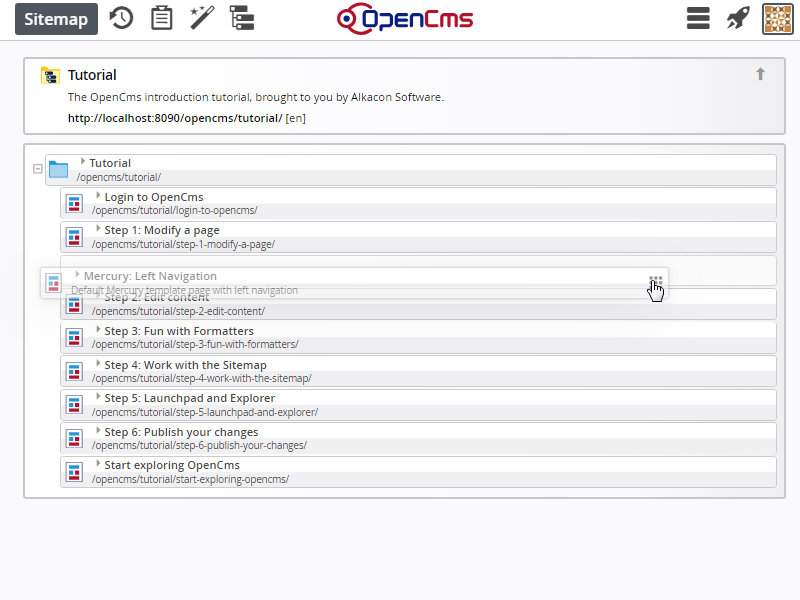 Sitemap
OpenCms
Tutorial
The OpenCms introduction tutorial, brought to you by Alkacon Software.
http://localhost:8090/opencms/tutorial/ [en]
Tutorial
/opencms/tutorial/
Login to OpenCms
/opencms/tutorial/login-to-opencms/
Step 1: Modify a page
/opencms/tutorial/step-1-modify-a-page/
Mercury: Left Navigation
Default Mercury template page with left navigation
Step 2: Edit content
/opencms/tutorial/step-2-edit-content/
Step 3: Fun with Formatters
/opencms/tutorial/step-3-fun-with-formatters/
Step 4: Work with the Sitemap
/opencms/tutorial/step-4-work-with-the-sitemap/
Step 5: Launchpad and Explorer
/opencms/tutorial/step-5-launchpad-and-explorer/
Step 6: Publish your changes
/opencms/tutorial/step-6-publish-your-changes/
Start exploring OpenCms
/opencms/tutorial/start-exploring-opencms/